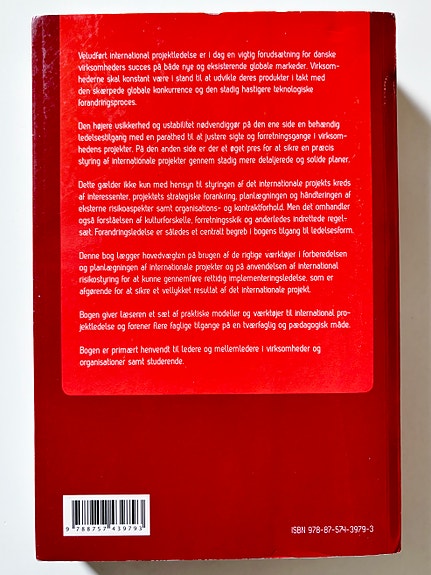 Veludført international projektledelse er i dag en vigtig forudsætning for danske
virksomheders succes på både nye og eksisterende globale markeder. Virksom-
hederne skal konstant være i stand til at udvikle deres produkter i takt med
den skærpede globale konkurrence og den stadig hastigere teknologiske
forandringsproces.
Den højere usikkerhed og ustabilitet nødvendiggør på den ene side en behændig
ledelsestilgang med en parathed til at justere sigte og forretningsgange i virksom-
hedens projekter. På den anden side er der et øget pres for at sikre en præcis
styring af internationale projekter gennem stadig mere detaljerede og solide planer.
Dette gælder ikke kun med hensyn til styringen af det internationale projekts kreds
af interessenter, projektets strategiske forankring, planlægningen og håndteringen af
eksterne risikoaspekter samt organisations- og kontraktforhold. Men det omhandler
også forståelsen af kulturforskelle, forretningsskik og anderledes indrettede regel-
sæt. Forandringsledelse er således et centralt begreb i bogens tilgang til ledelsesform.
Denne bog lægger hovedvægten på brugen af de rigtige værktøjer i forberedelsen
og planlægningen af internationale projekter og på anvendelsen af international
risikostyring for at kunne gennemføre rettidig implementeringsledelse, som er
afgørende for at sikre et vellykket resultat af det internationale projekt.
Bogen giver læseren et sæt af praktiske modeller og værktøjer til international pro-
jektledelse og forener flere faglige tilgange på en tværfaglig og pædagogisk måde.
Bogen er primært henvendt til ledere og mellemledere i virksomheder og
organisationer samt studerende.
9 788757 439793
ISBN 978-87-574-3979-3